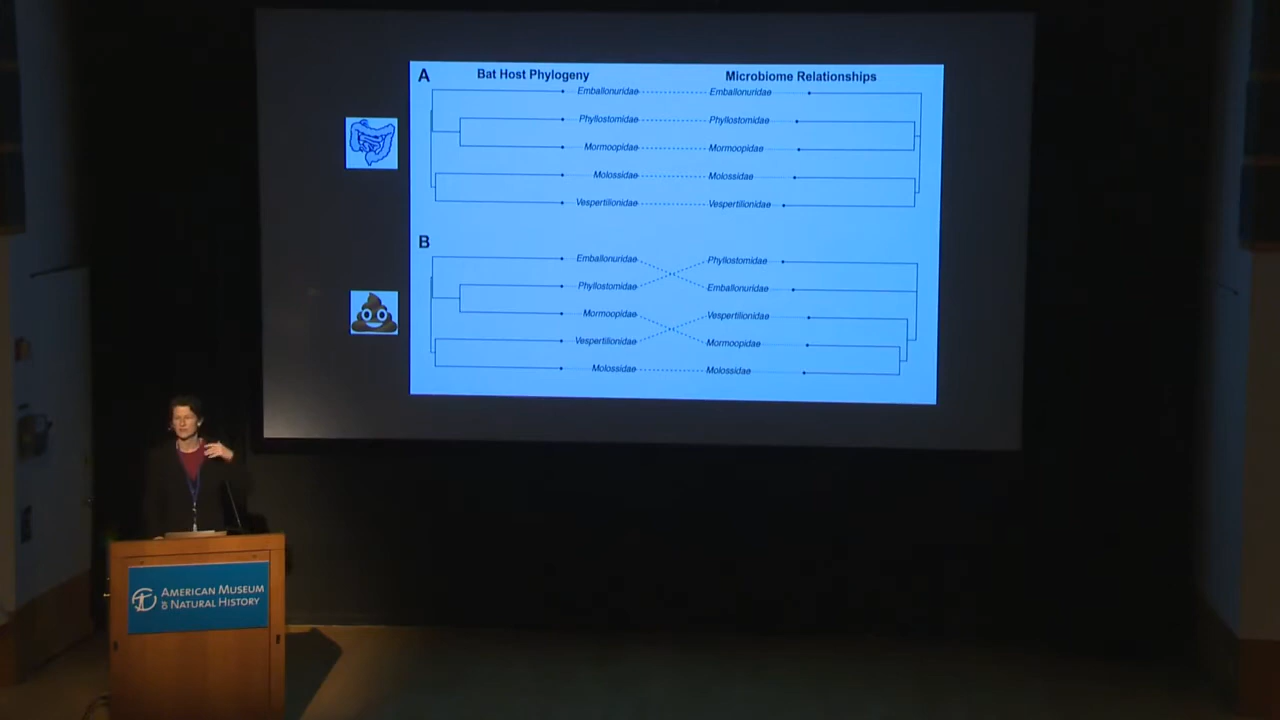 A
Bat Host Phylogeny
Microbiome Relationships
Emballonuridae Emballonuridae
Phyllostomidae Phyllostomidae
Mormoopidae Mormoopidae
Molossidae Molossidae
Vespertilionidae Vespertilionidae
B
Emballonuridae Phyllostomidae
Phyllostomidae Emballonuridae
Mormoopidae Vespertilionidae
Vespertilionidae Mormoopidae
Molossidae Molossidae
AMERICAN MUSEUM
& NATURAL HISTORY